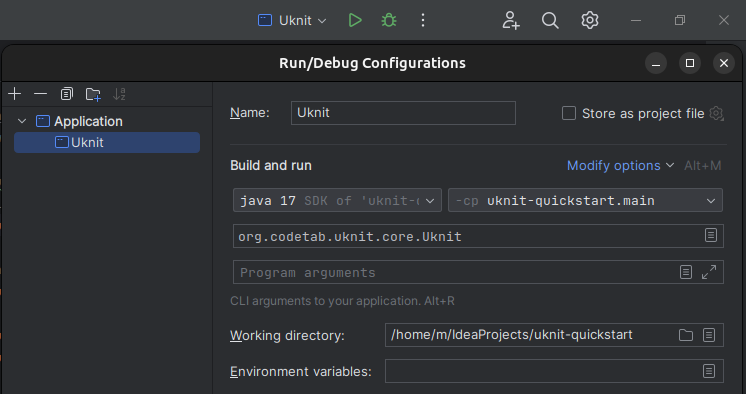 Uknit
Run/Debug Configurations
Application
Uknit
Name: Uknit Store as project file
Build and run Modify options Alt+M
java 17 SDK of 'uknit- -cp uknit-quickstart.main
org.codetab.uknit.core.Uknit
Program arguments
CLI arguments to your application. Alt+R
Working directory: /home/m/IdeaProjects/uknit-quickstart
Environment variables: